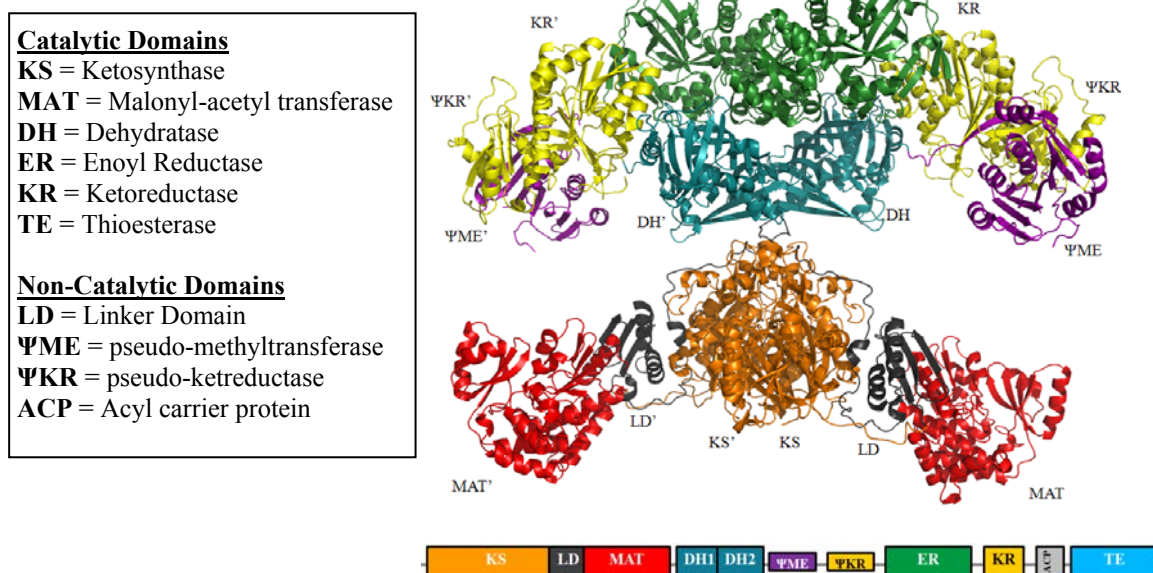 Catalytic Domains
KS = Ketosynthase
MAT = Malonyl-acetyl transferase
DH = Dehydratase
ER = Enoyl Reductase
KR = Ketoreductase
TE = Thioesterase
Non-Catalytic Domains
LD = Linker Domain
ΨME = pseudo-methyltransferase
ΨKR = pseudo-ketreductase
ACP = Acyl carrier protein
KR’
KR
ΨKR’
ΨKR
DH’
DH
ΨME’
ΨME
LD’
KS’
KS
LD
MAT’
MAT
KS LD MAT DH1 DH2 ΨME ΨKR ER KR ACP TE